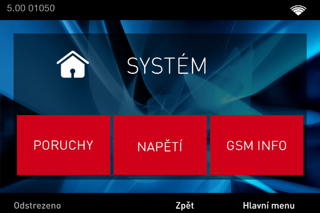 5.00 01050
SYSTÉM
PORUCHY
NAPĚTÍ
GSM INFO
Odstrezeno
Zpět
Hlavní menu